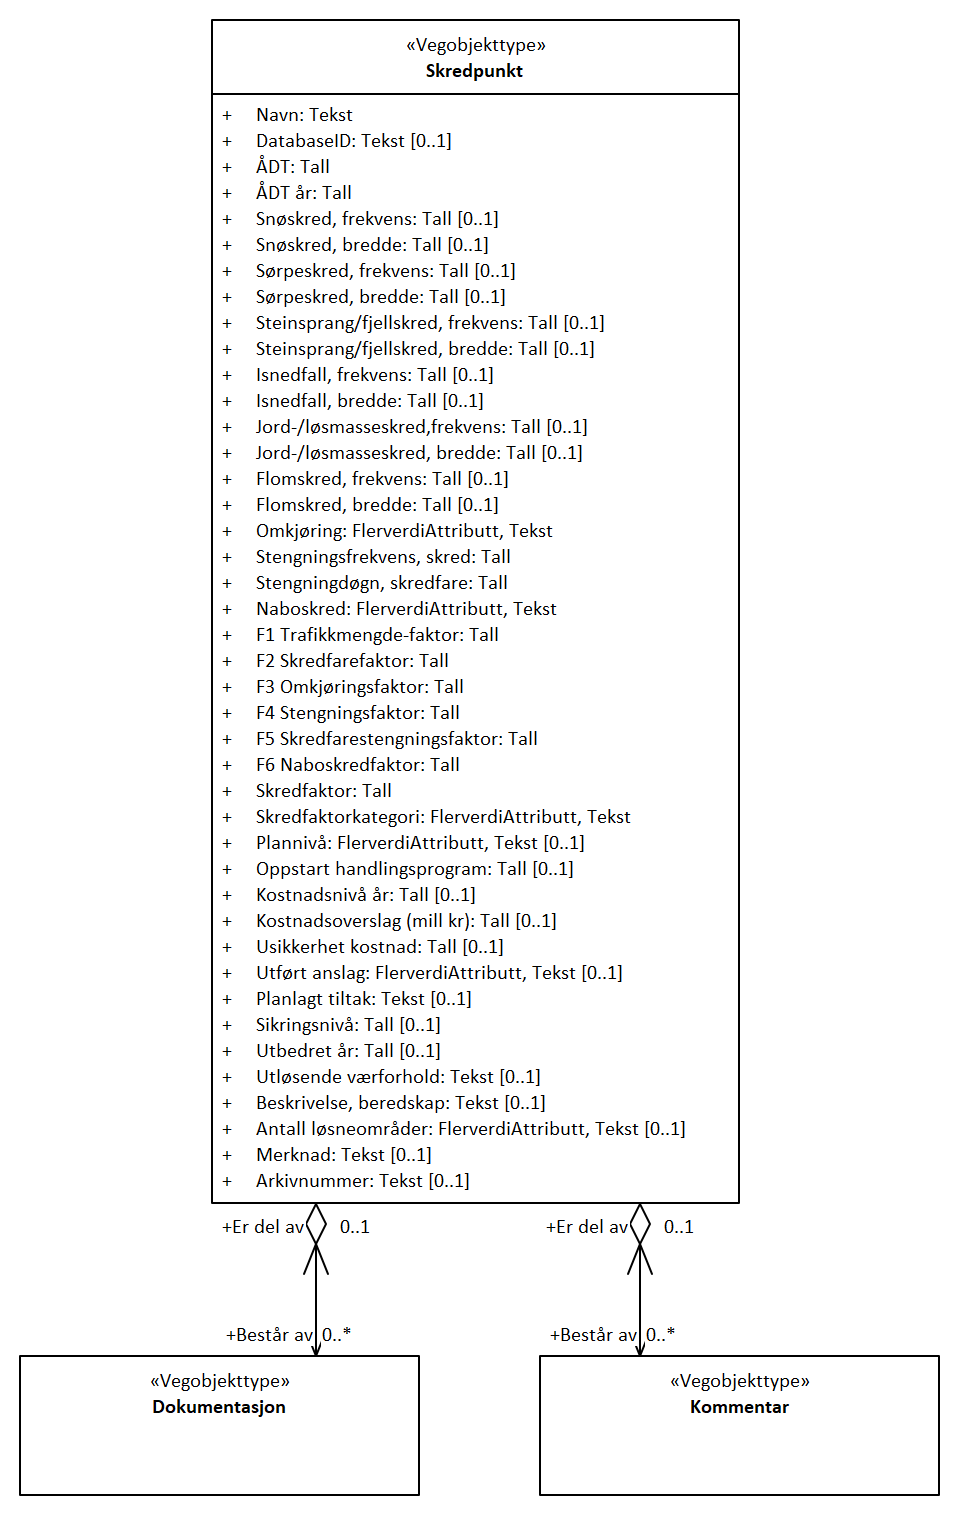 «Vegobjekttype»
Skredpunkt
+ Navn: Tekst
+ DatabaseID: Tekst [0..1]
+ ÅDT: Tall
+ ÅDT år: Tall
+ Snøskred, frekvens: Tall [0..1]
+ Snøskred, bredde: Tall [0..1]
+ Sørpeskred, frekvens: Tall [0..1]
+ Sørpeskred, bredde: Tall [0..1]
+ Steinsprang/fjellskred, frekvens: Tall [0..1]
+ Steinsprang/fjellskred, bredde: Tall [0..1]
+ Isnedfall, frekvens: Tall [0..1]
+ Isnedfall, bredde: Tall [0..1]
+ Jord-/løsmasseskred,frekvens: Tall [0..1]
+ Jord-/løsmasseskred, bredde: Tall [0..1]
+ Flomskred, frekvens: Tall [0..1]
+ Flomskred, bredde: Tall [0..1]
+ Omkjøring: FlerverdiAttributt, Tekst
+ Stengningsfrekvens, skred: Tall
+ Stengningdøgn, skredfare: Tall
+ Naboskred: FlerverdiAttributt, Tekst
+ F1 Trafikkmengde-faktor: Tall
+ F2 Skredfarefaktor: Tall
+ F3 Omkjøringsfaktor: Tall
+ F4 Stengningsfaktor: Tall
+ F5 Skredfarestengningsfaktor: Tall
+ F6 Naboskredfaktor: Tall
+ Skredfaktor: Tall
+ Skredfaktorkategori: FlerverdiAttributt, Tekst
+ Plannivå: FlerverdiAttributt, Tekst [0..1]
+ Oppstart handlingsprogram: Tall [0..1]
+ Kostnadsnivå år: Tall [0..1]
+ Kostnadsoverslag (mill kr): Tall [0..1]
+ Usikkerhet kostnad: Tall [0..1]
+ Utført anslag: FlerverdiAttributt, Tekst [0..1]
+ Planlagt tiltak: Tekst [0..1]
+ Sikringsnivå: Tall [0..1]
+ Utbedret år: Tall [0..1]
+ Utløsende værforhold: Tekst [0..1]
+ Beskrivelse, beredskap: Tekst [0..1]
+ Antall løsneområder: FlerverdiAttributt, Tekst [0..1]
+ Merknad: Tekst [0..1]
+ Arkivnummer: Tekst [0..1]
+Er del av 0..1 +Er del av 0..1
+Består av 0..* +Består av 0..*
«Vegobjekttype» «Vegobjekttype»
Dokumentasjon Kommentar